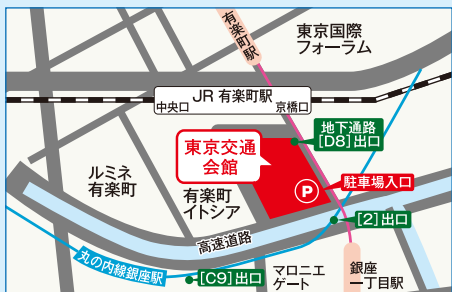 有楽町駅
東京国際
フォーラム
JR 有楽町駅
中央口
京橋口
地下通路
[D8]出口
東京交通
会館
ルミネ
有楽町
有楽町
イトシア
P
駐車場入口
高速道路
[2]出口
丸の内線銀座駅
[C9]出口
マロニエ
ゲート
銀座
一丁目駅